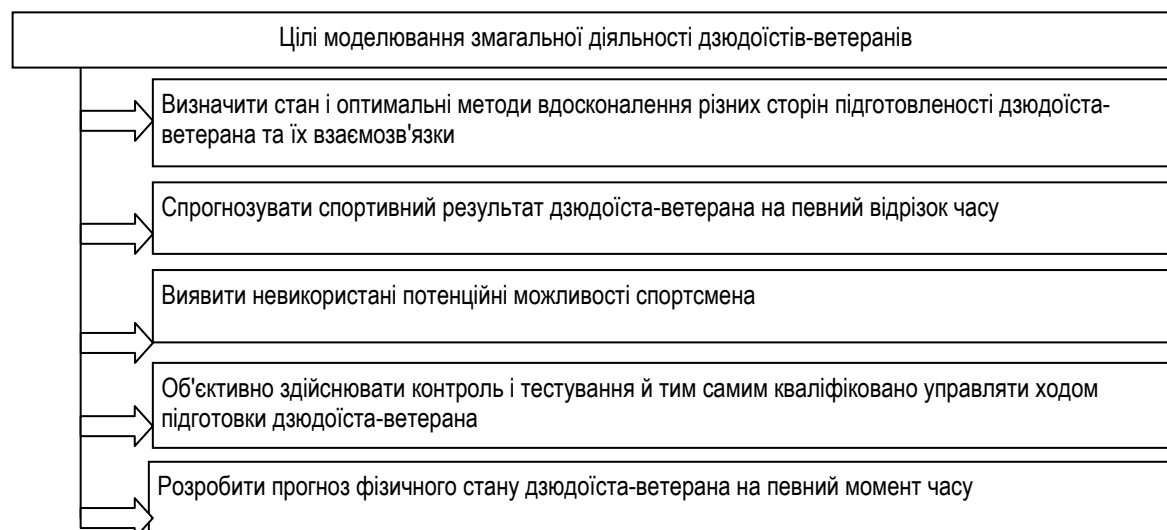 Цілі моделювання змагальної діяльності дзюдоїстів-ветеранів
Визначити стан і оптимальні методи вдосконалення різних сторін підготовленості дзюдоїста-
ветерана та їх взаємозв'язки
Спрогнозувати спортивний результат дзюдоїста-ветерана на певний відрізок часу
Виявити невикористані потенційні можливості спортсмена
Об'єктивно здійснювати контроль і тестування й тим самим кваліфіковано управляти ходом
підготовки дзюдоїста-ветерана
Розробити прогноз фізичного стану дзюдоїста-ветерана на певний момент часу